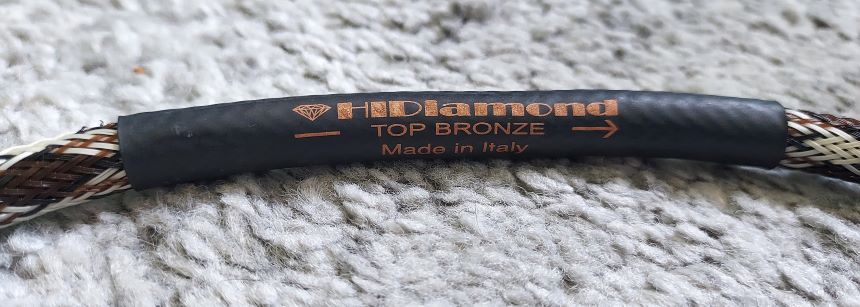 HIDiamond
TOP BRONZE
Made in Italy